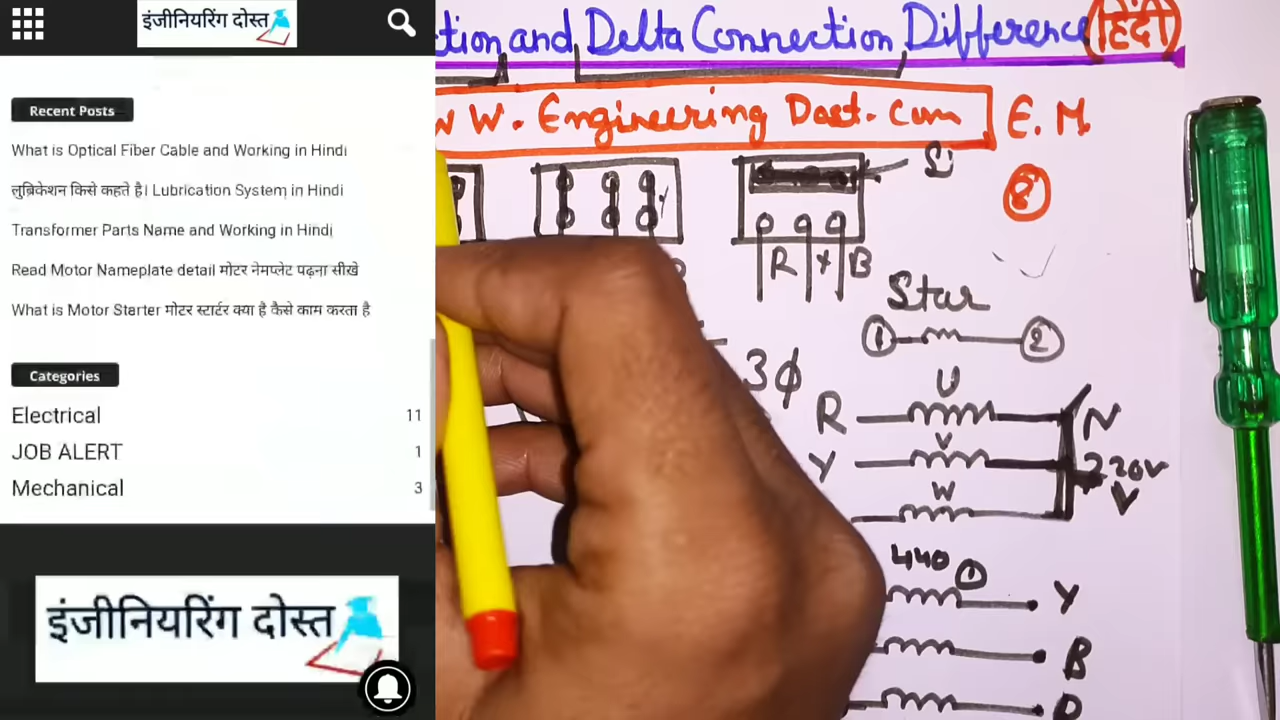 इंजीनियरिंग दोस्त
Recent Posts
What is Optical Fiber Cable and Working in Hindi
लुब्रिकेशन किसे कहते है। Lubrication System in Hindi
Transformer Parts Name and Working in Hindi
Read Motor Nameplate detail मोटर नेमप्लेट पढ़ना सीखे
What is Motor Starter मोटर स्टार्टर क्या है कैसे काम करता है
Categories
Electrical 11
JOB ALERT 1
Mechanical 3
इंजीनियरिंग दोस्त
tion and Delta Connection Difference (हिंदी)
W. Engineering Dost. Com E. M.
8
R Y B
Star
1 2
3φ
U
R N
V
Y 220V
W V
440 1
Y
B